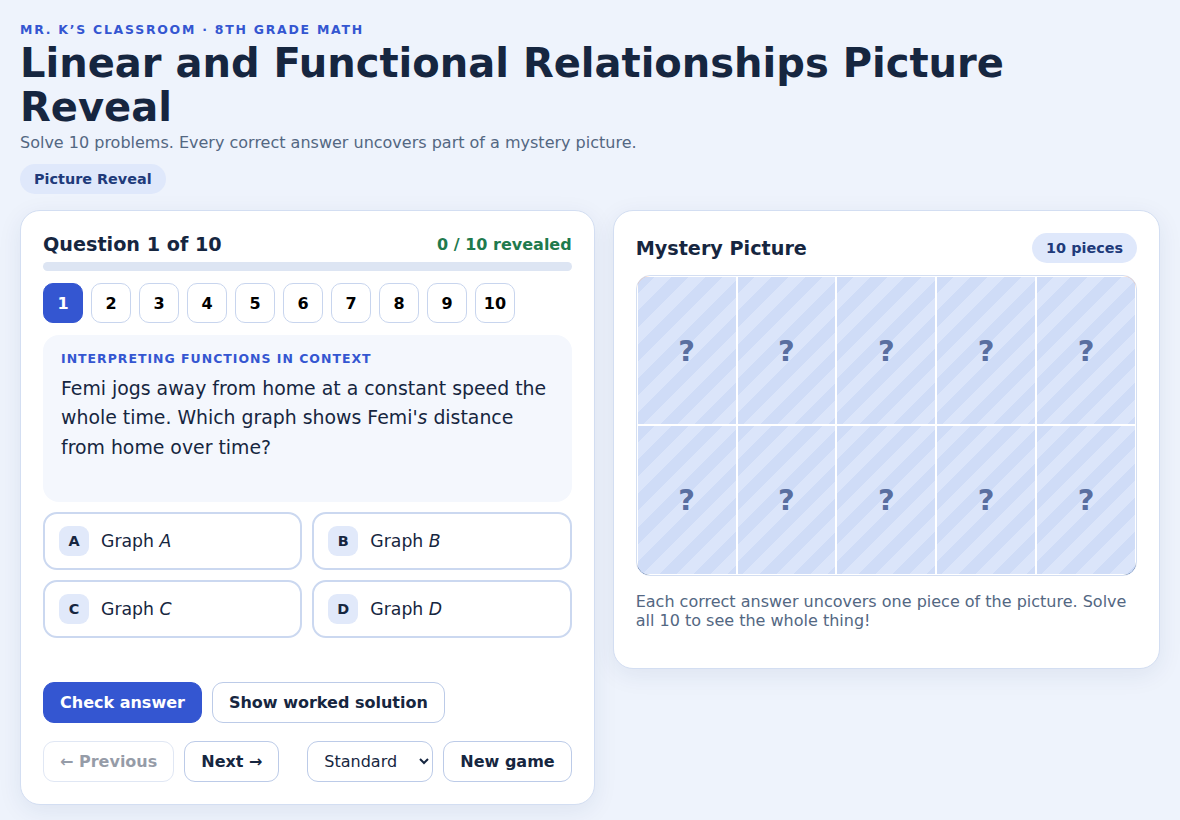 MR. K’S CLASSROOM · 8TH GRADE MATH
Linear and Functional Relationships Picture
Reveal
Solve 10 problems. Every correct answer uncovers part of a mystery picture.
Picture Reveal
Question 1 of 10
0 / 10 revealed
1 2 3 4 5 6 7 8 9 10
INTERPRETING FUNCTIONS IN CONTEXT
Femi jogs away from home at a constant speed the
whole time. Which graph shows Femi's distance
from home over time?
A Graph A
B Graph B
C Graph C
D Graph D
Check answer
Show worked solution
← Previous
Next →
Standard
New game
Mystery Picture
10 pieces
? ? ? ? ?
? ? ? ? ?
Each correct answer uncovers one piece of the picture. Solve
all 10 to see the whole thing!